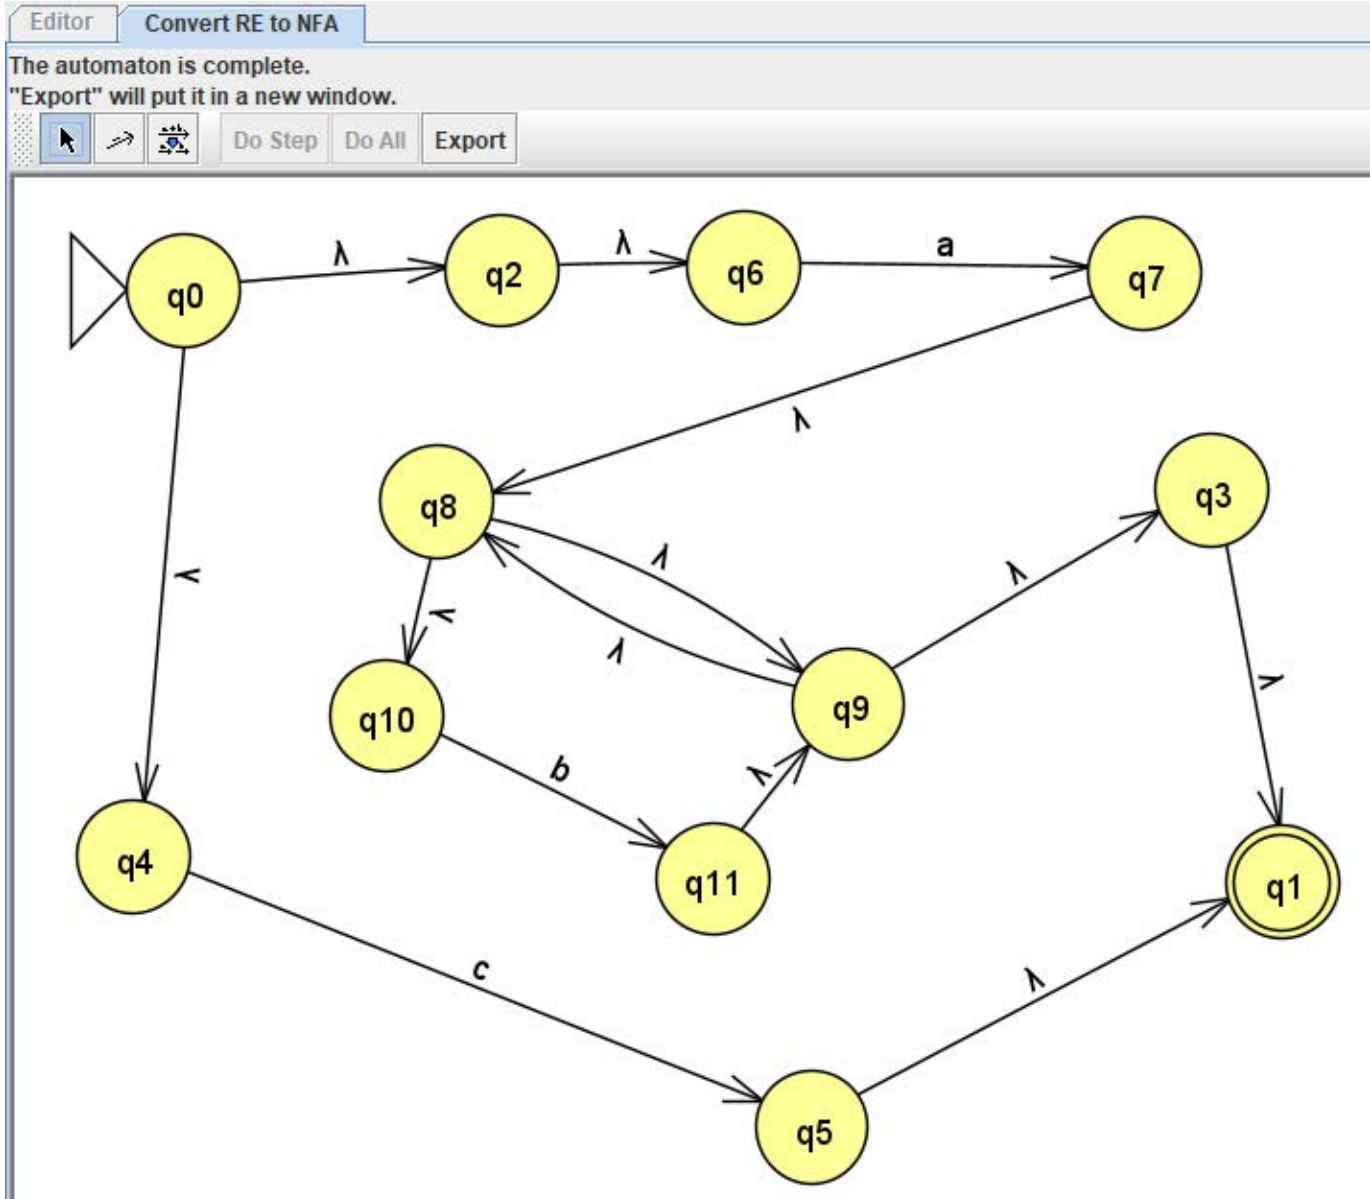 Editor Convert RE to NFA
The automaton is complete.
"Export" will put it in a new window.
Do Step Do All Export
λ λ a
q0 q2 q6 q7
λ
q8 q3
λ λ λ
λ λ
λ
q10 q9
b λ
q4 q11 q1
c λ
q5